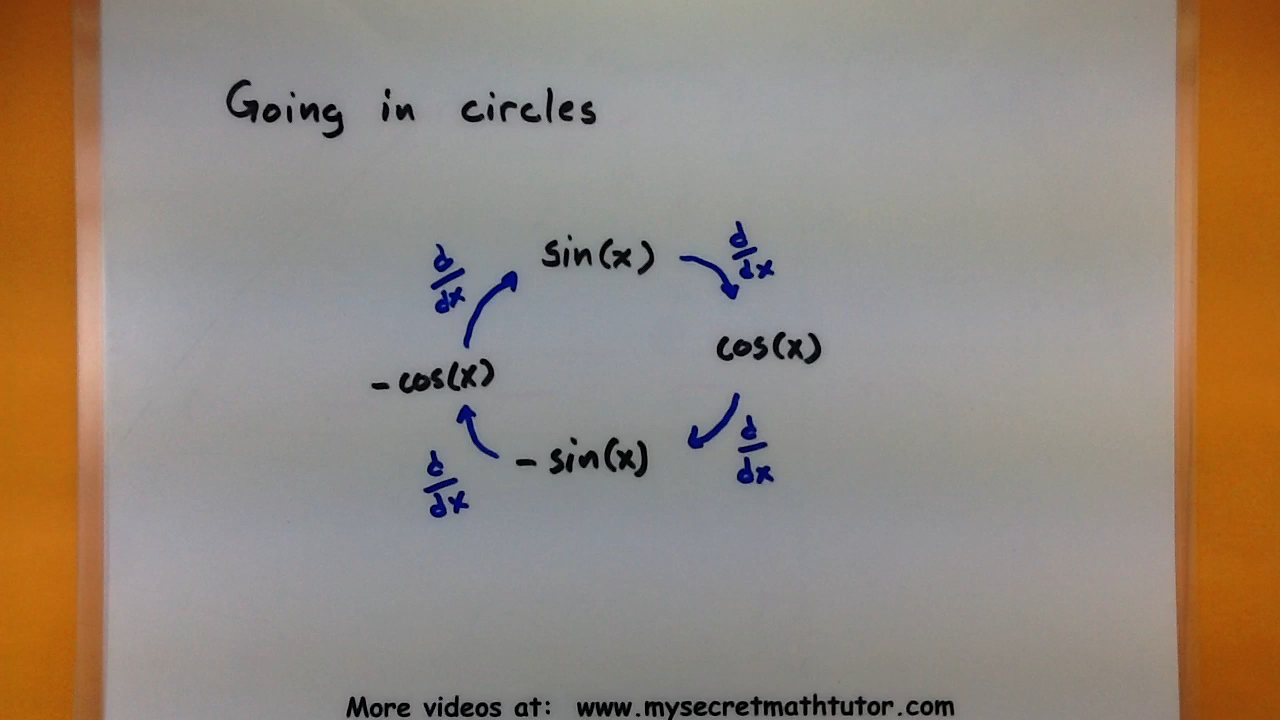 Going in circles
d/dx sin(x) d/dx
-cos(x) cos(x)
d/dx - sin(x) d/dx
More videos at: www.mysecretmathtutor.com